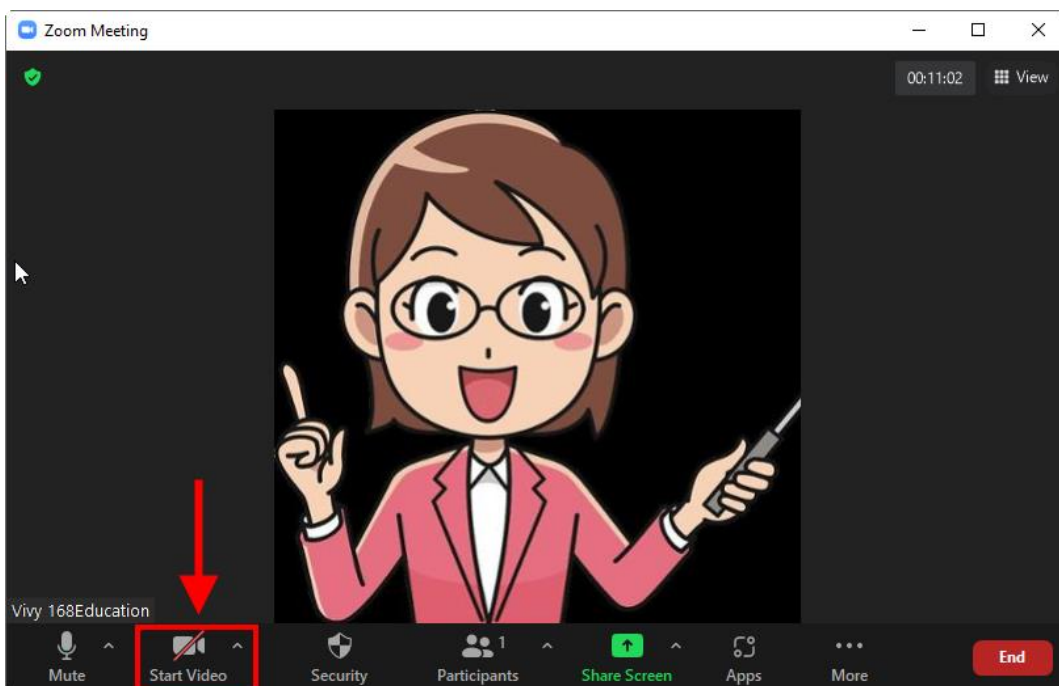 Zoom Meeting
00:11:02 View
Vivy 168Education
1
Mute Start Video Security Participants Share Screen Apps More End